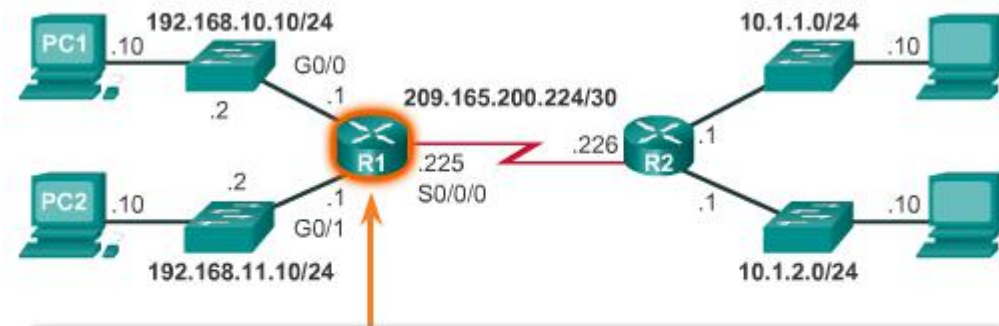 192.168.10.10/24
10.1.1.0/24
PC1
.10
G0/0
.10
.2
.1
209.165.200.224/30
.1
R1
.225
.226
R2
S0/0/0
PC2
.10
.2
.1
G0/1
.1
.10
192.168.11.10/24
10.1.2.0/24